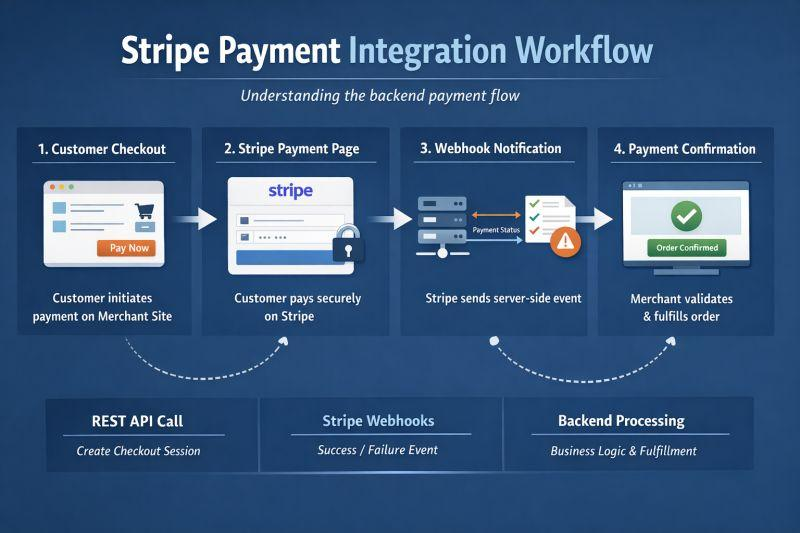 Stripe Payment Integration Workflow
Understanding the backend payment flow
1. Customer Checkout
Pay Now
Customer initiates
payment on Merchant Site
2. Stripe Payment Page
stripe
Customer pays securely
on Stripe
3. Webhook Notification
Payment Status
Stripe sends server-side event
4. Payment Confirmation
Order Confirmed
Merchant validates
& fulfills order
REST API Call
Create Checkout Session
Stripe Webhooks
Success / Failure Event
Backend Processing
Business Logic & Fulfillment